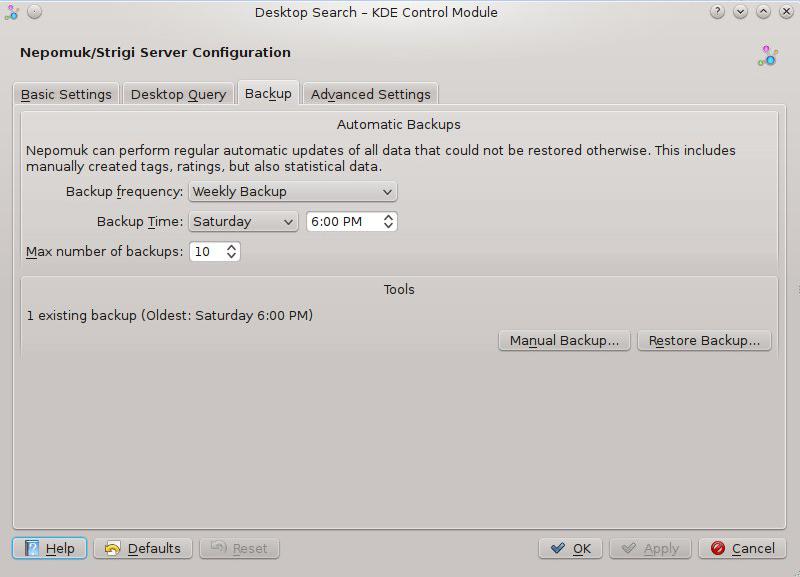 Desktop Search – KDE Control Module
Nepomuk/Strigi Server Configuration
Basic Settings Desktop Query Backup Advanced Settings
Automatic Backups
Nepomuk can perform regular automatic updates of all data that could not be restored otherwise. This includes
manually created tags, ratings, but also statistical data.
Backup frequency: Weekly Backup
Backup Time: Saturday 6:00 PM
Max number of backups: 10
Tools
1 existing backup (Oldest: Saturday 6:00 PM)
Manual Backup... Restore Backup...
Help Defaults Reset OK Apply Cancel